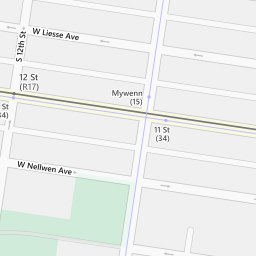 W Liesse Ave
S 12th St
12 St
(R17)
Mywenn
(15)
St
34)
11 St
(34)
W Nellwen Ave